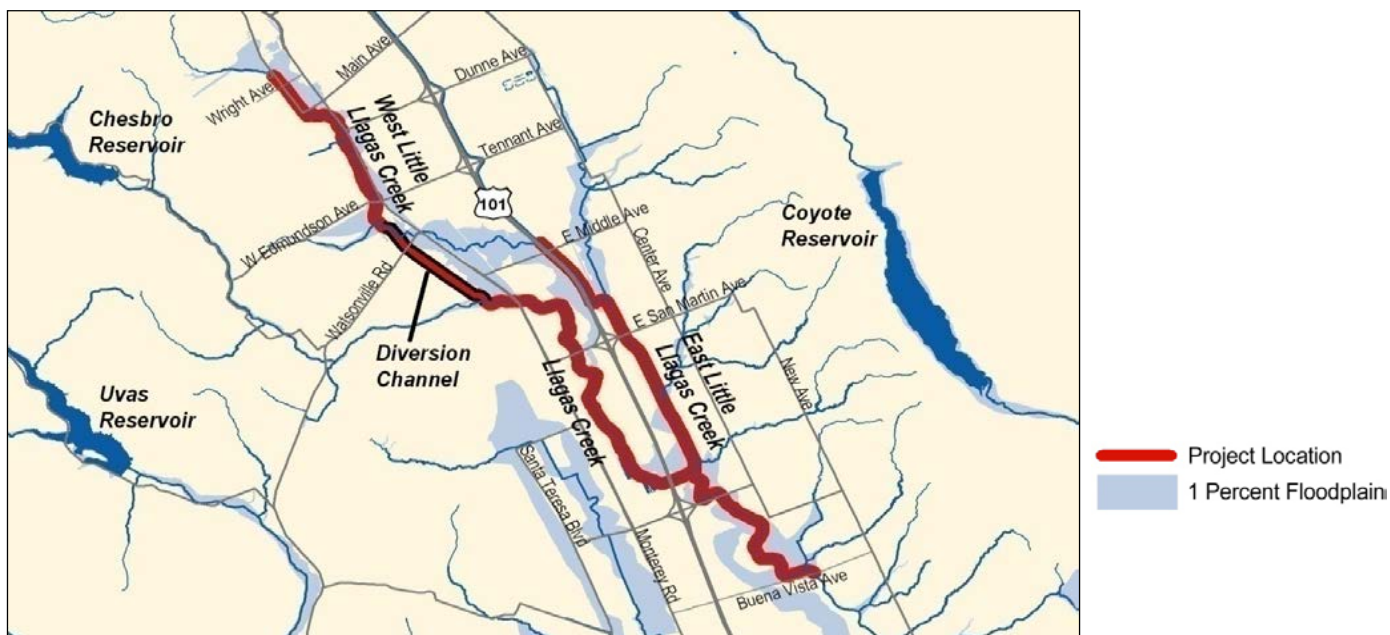 Wright Ave
Main Ave
Dunne Ave
Chesbro
Reservoir
West Little
Llagas Creek
Tennant Ave
101
W Edmundson Ave
E Middle Ave
Center Ave
Coyote
Reservoir
Watsonville Rd
E San Martin Ave
Diversion
Channel
Uvas
Reservoir
Llagas Creek
East Little
Llagas Creek
New Ave
Santa Teresa Blvd
Monterey Rd
Buena Vista Ave
Project Location
1 Percent Floodplain